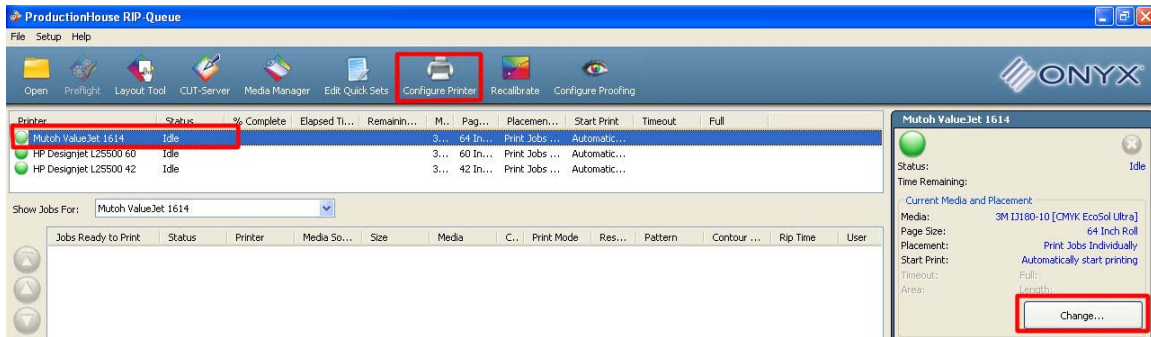 ProductionHouse RIP-Queue
File Setup Help
Open Preflight Layout Tool CUT-Server Media Manager Edit Quick Sets Configure Printer Recalibrate Configure Proofing
ONYX
Printer Status % Complete Elapsed Ti... Remainin... M... Pag... Placemen... Start Print Timeout Full
Mutoh ValueJet 1614 Idle 3... 64 In... Print Jobs ... Automatic...
HP Designjet L25500 60 Idle 3... 60 In... Print Jobs ... Automatic...
HP Designjet L25500 42 Idle 3... 42 In... Print Jobs ... Automatic...
Show Jobs For: Mutoh ValueJet 1614
Jobs Ready to Print Status Printer Media So... Size Media C... Print Mode Res... Pattern Contour ... Rip Time User
Mutoh ValueJet 1614
Status: Idle
Time Remaining:
Current Media and Placement
Media: 3M IJ180-10 [CMYK EcoSol Ultra]
Page Size: 64 Inch Roll
Placement: Print Jobs Individually
Start Print: Automatically start printing
Timeout: Full:
Area: Length:
Change...